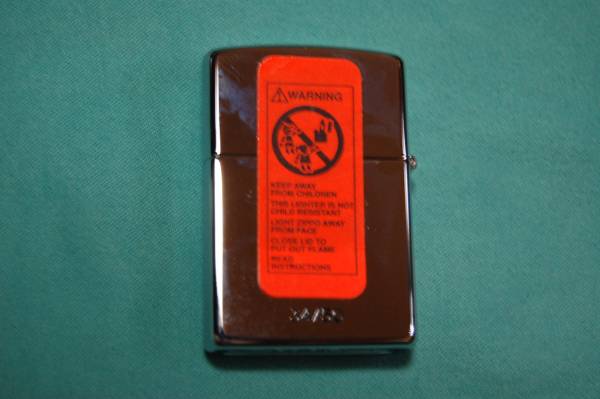 WARNING
KEEP AWAY
FROM CHILDREN
THIS LIGHTER IS NOT
CHILD RESISTANT
LIGHT ZIPPO AWAY
FROM FACE
CLOSE LID TO
PUT OUT FLAME
READ
INSTRUCTIONS